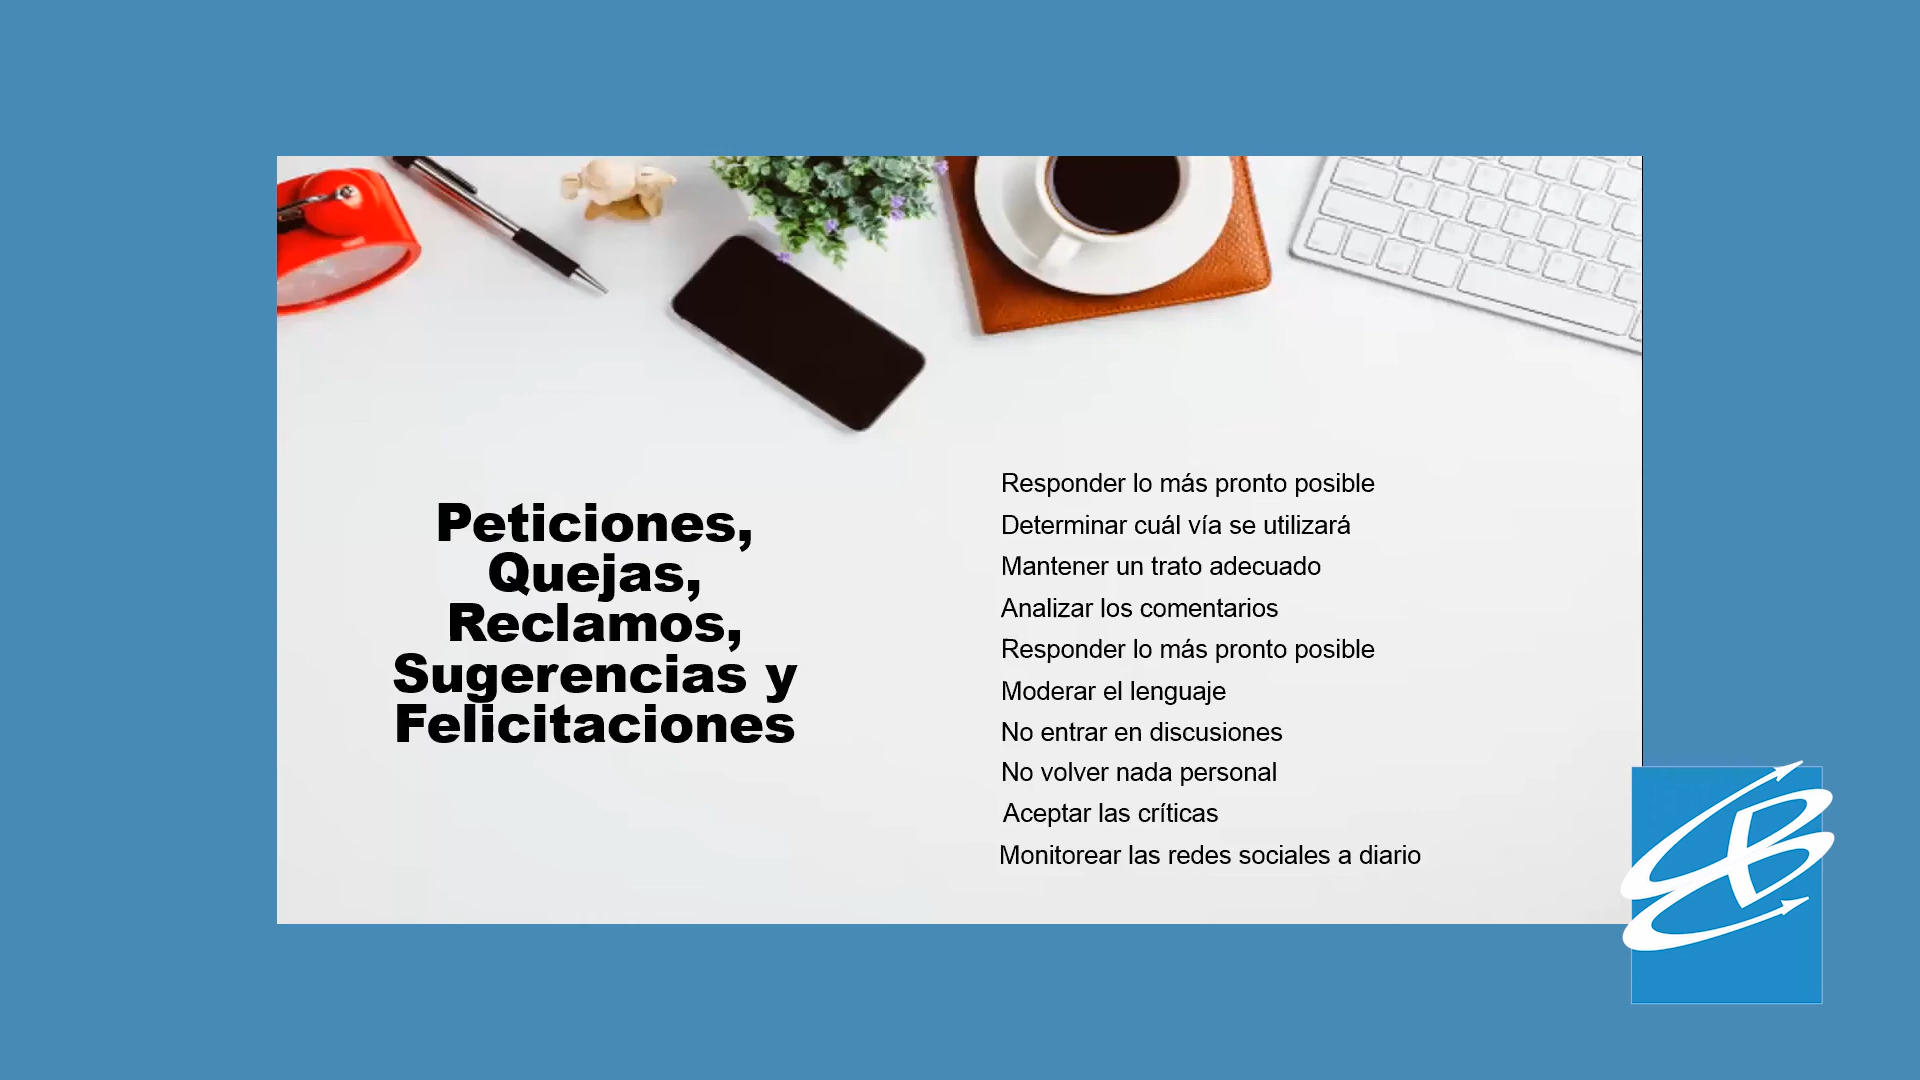 Peticiones,
Quejas,
Reclamos,
Sugerencias y
Felicitaciones
Responder lo más pronto posible
Determinar cuál vía se utilizará
Mantener un trato adecuado
Analizar los comentarios
Responder lo más pronto posible
Moderar el lenguaje
No entrar en discusiones
No volver nada personal
Aceptar las críticas
Monitorear las redes sociales a diario